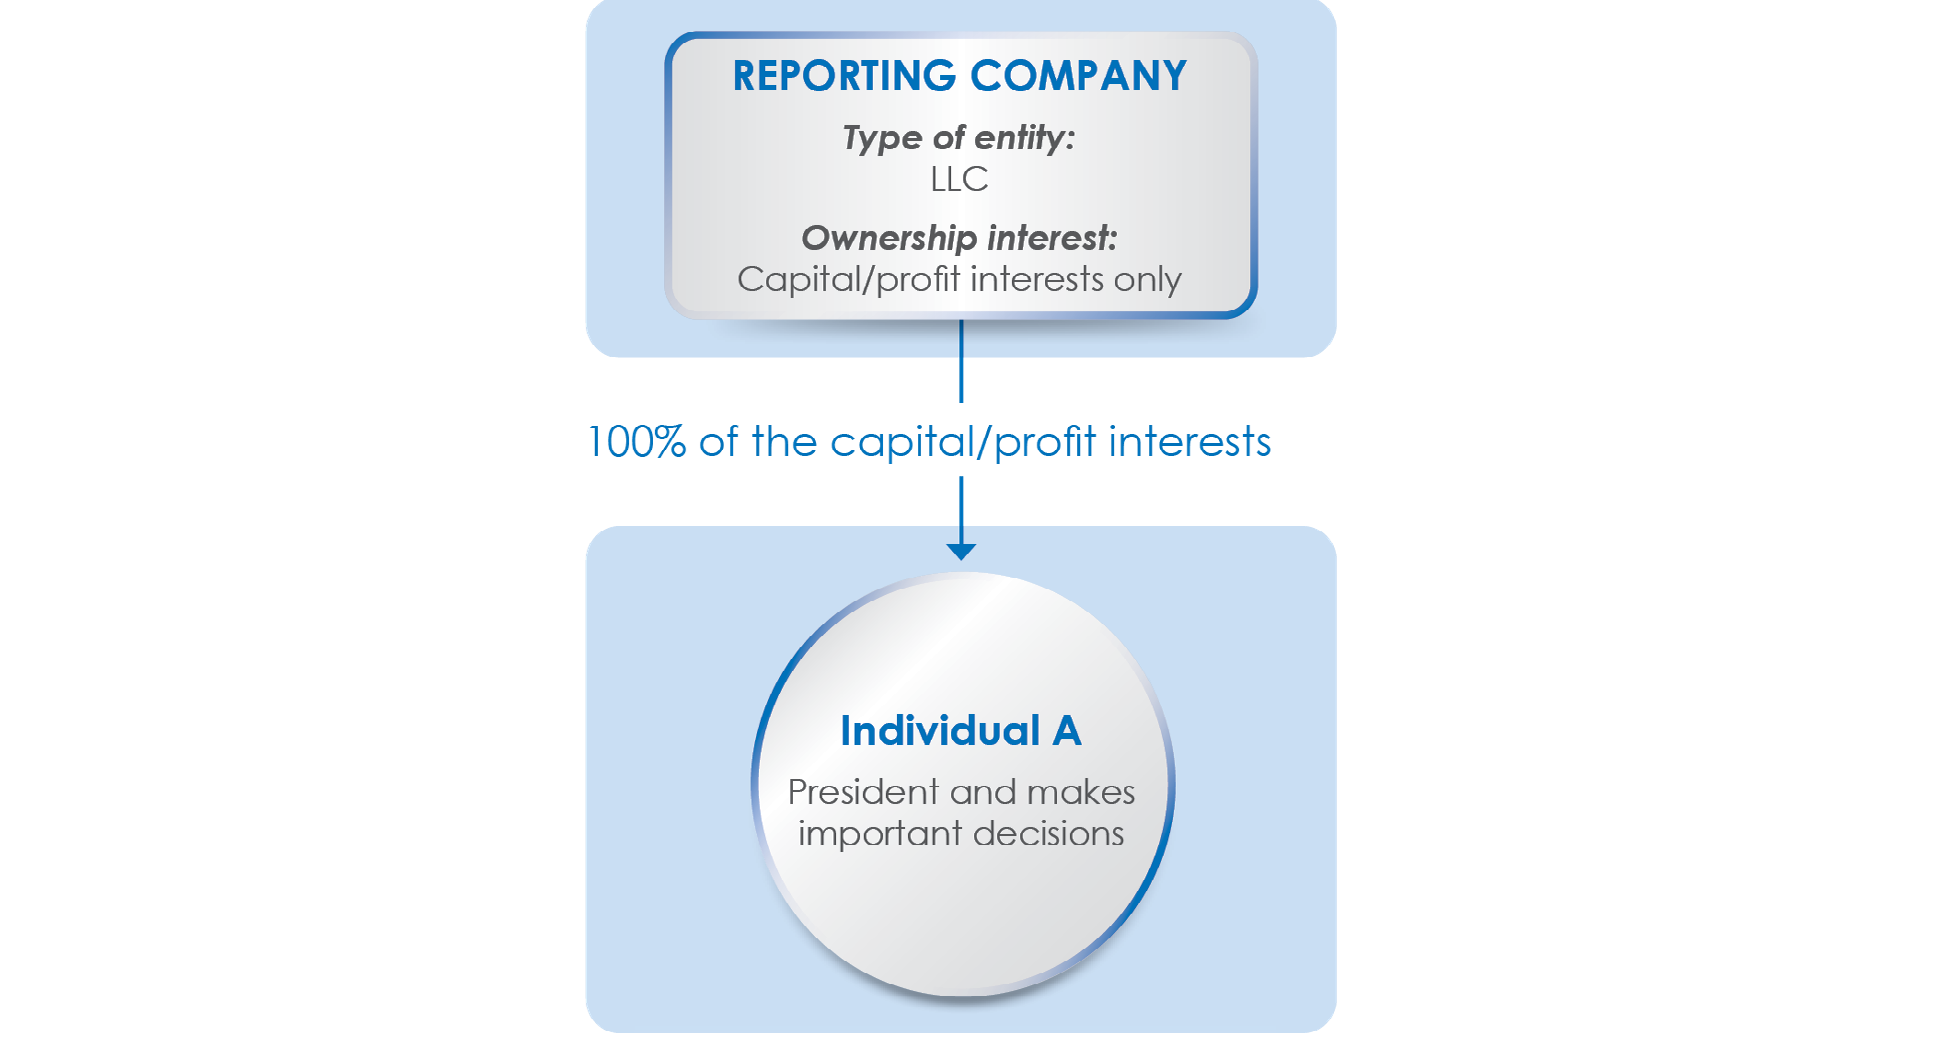 REPORTING COMPANY
Type of entity:
LLC
Ownership interest:
Capital/profit interests only
100% of the capital/profit interests
Individual A
President and makes
important decisions